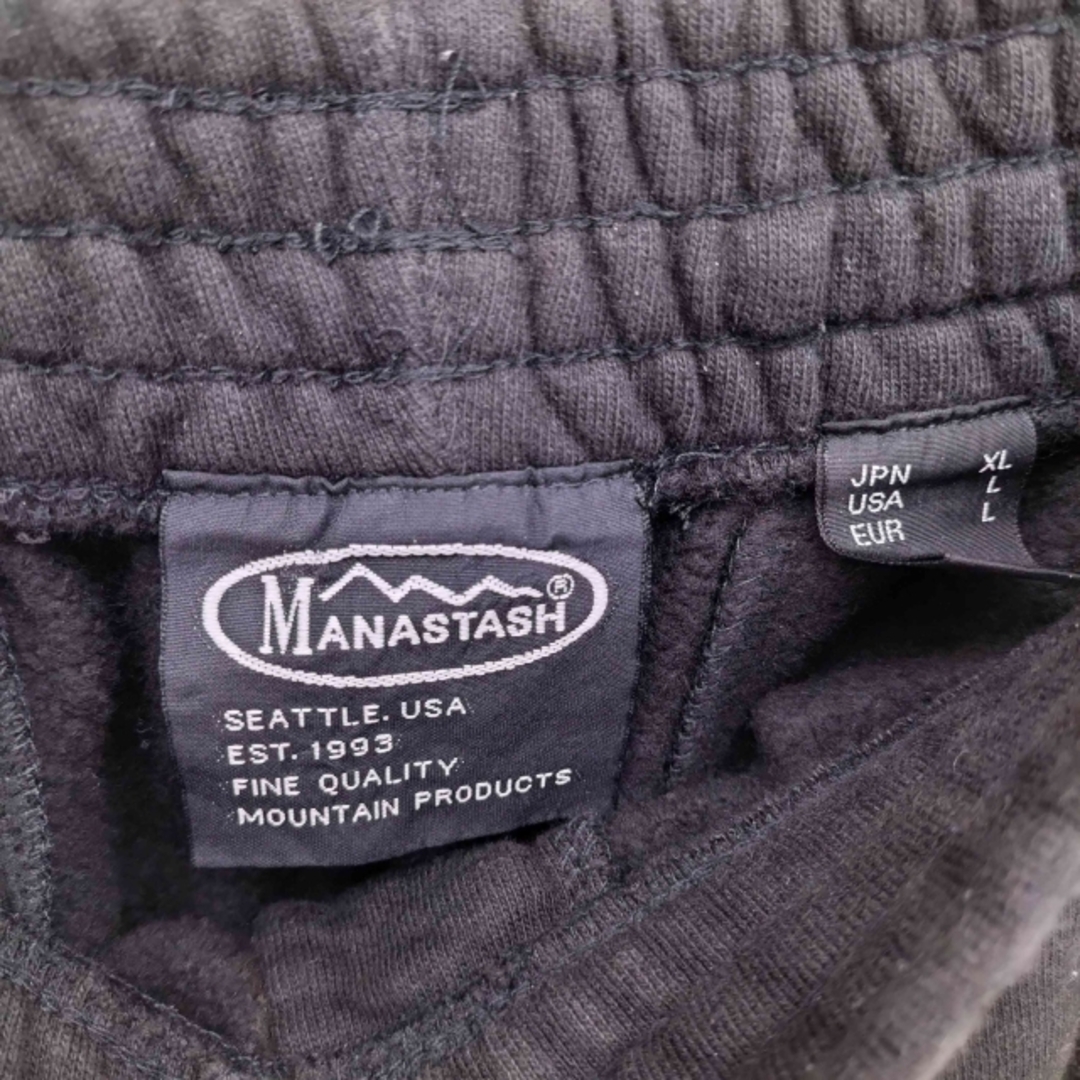 MANASTASH®
SEATTLE. USA
EST. 1993
FINE QUALITY
MOUNTAIN PRODUCTS
JPN XL
USA L
EUR L